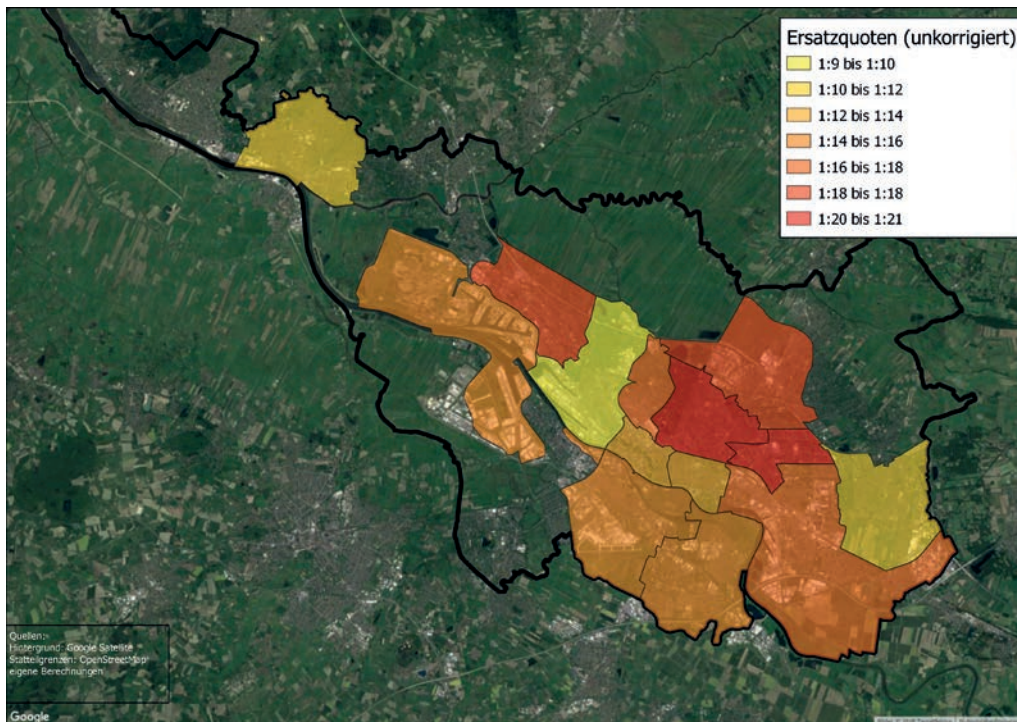 Ersatzquoten (unkorrigiert)
1:9 bis 1:10
1:10 bis 1:12
1:12 bis 1:14
1:14 bis 1:16
1:16 bis 1:18
1:18 bis 1:18
1:20 bis 1:21
Quellen:
Hintergrund: Google Satellite
Statteilgrenzen: OpenStreetMap
eigene Berechnungen
Google